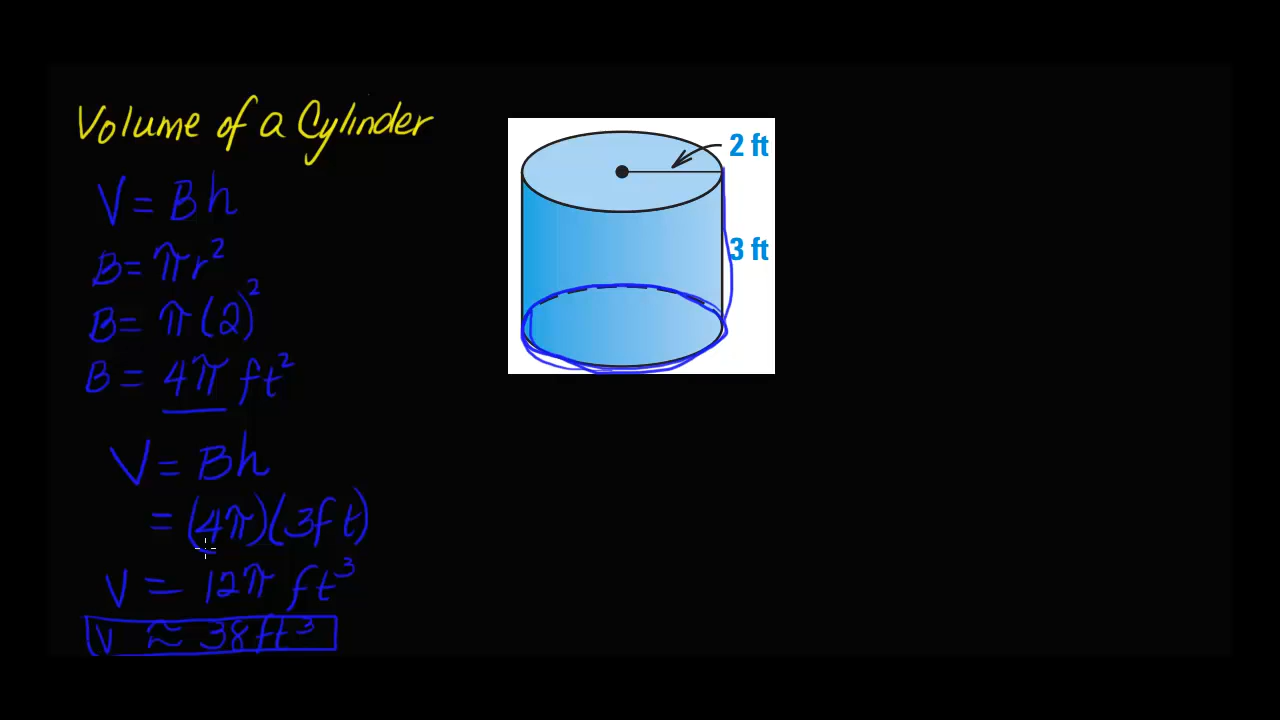 Volume of a Cylinder
V = Bh
B = πr²
B = π(2)²
B = 4π ft²
V = Bh
= (4π)(3ft)
V = 12π ft³
V ≈ 38ft³
2 ft
3 ft